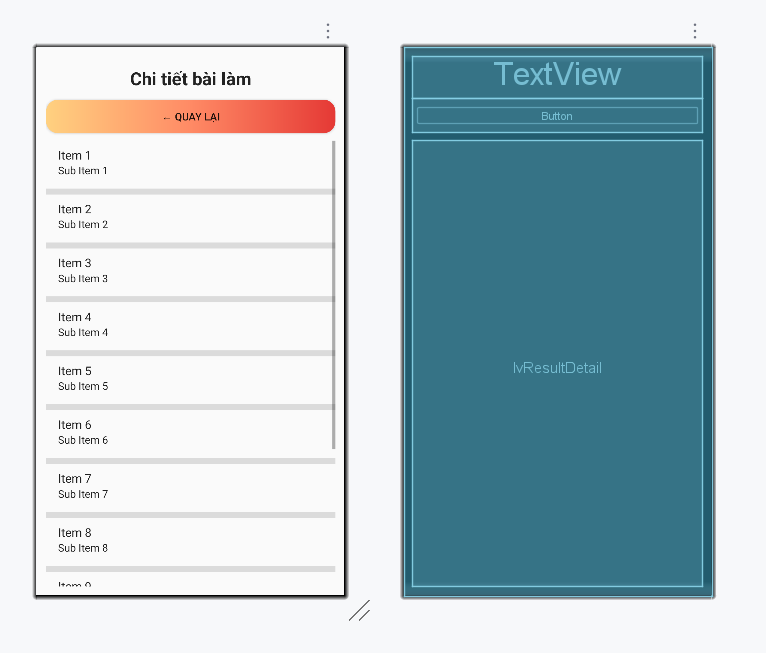 Chi tiết bài làm
← QUAY LẠI
Item 1
Sub Item 1
Item 2
Sub Item 2
Item 3
Sub Item 3
Item 4
Sub Item 4
Item 5
Sub Item 5
Item 6
Sub Item 6
Item 7
Sub Item 7
Item 8
Sub Item 8
Item 9
TextView
Button
lvResultDetail